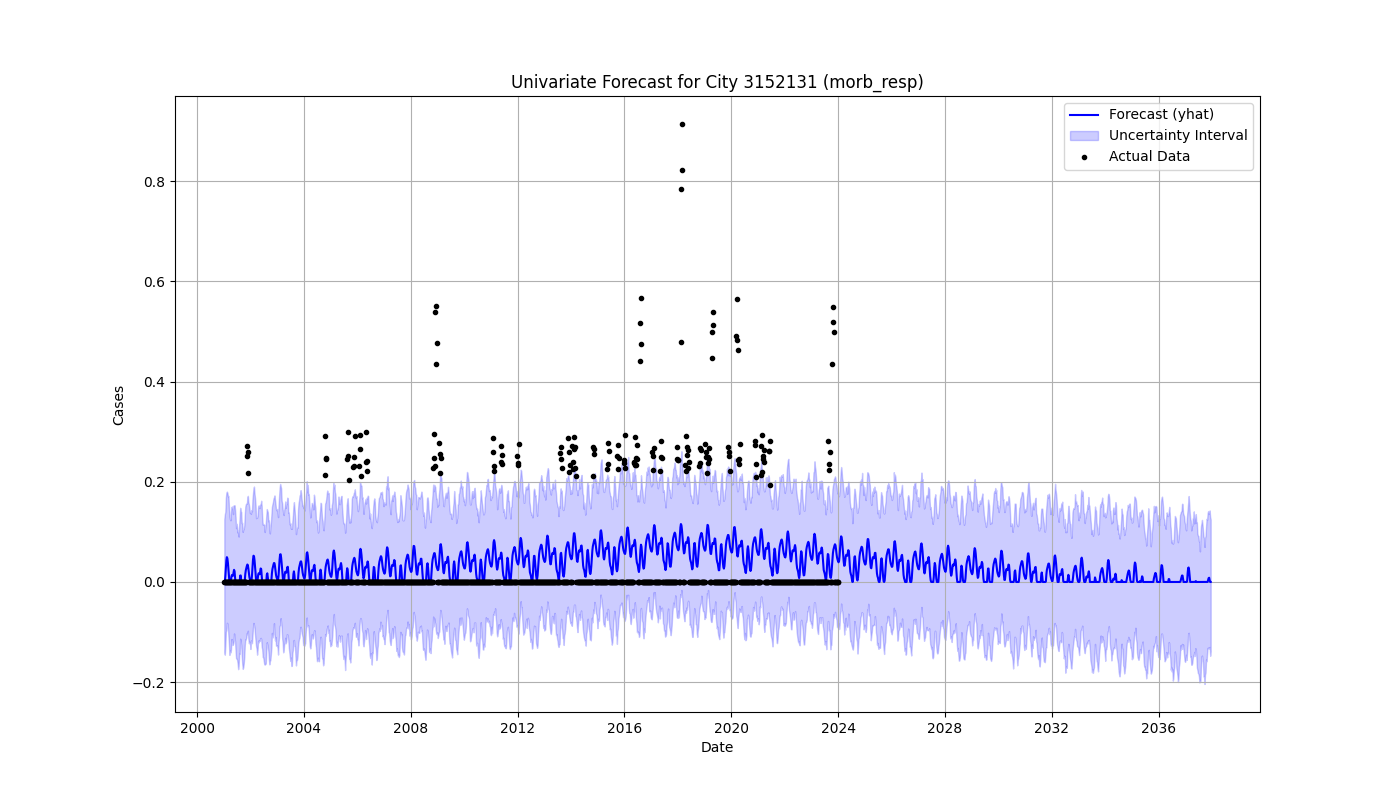 Univariate Forecast for City 3152131 (morb_resp)
Forecast (yhat)
Uncertainty Interval
Actual Data
Cases
0.8
0.6
0.4
0.2
0.0
−0.2
2000 2004 2008 2012 2016 2020 2024 2028 2032 2036
Date